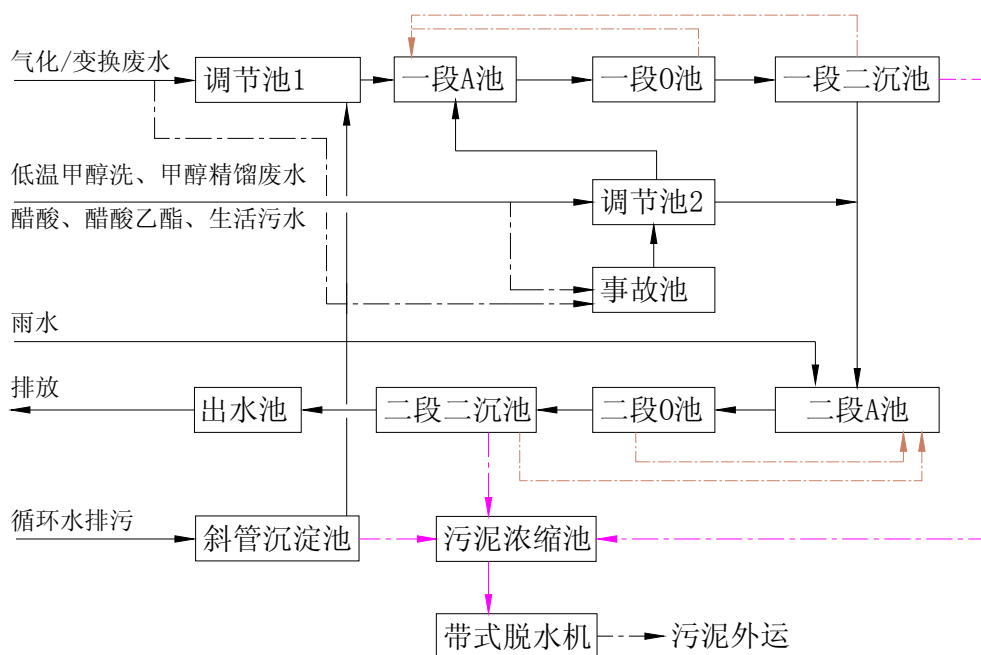 气化/变换废水
调节池1
一段A池
一段O池
一段二沉池
低温甲醇洗、甲醇精馏废水
醋酸、醋酸乙酯、生活污水
调节池2
事故池
雨水
排放
出水池
二段二沉池
二段O池
二段A池
循环水排污
斜管沉淀池
污泥浓缩池
带式脱水机
污泥外运